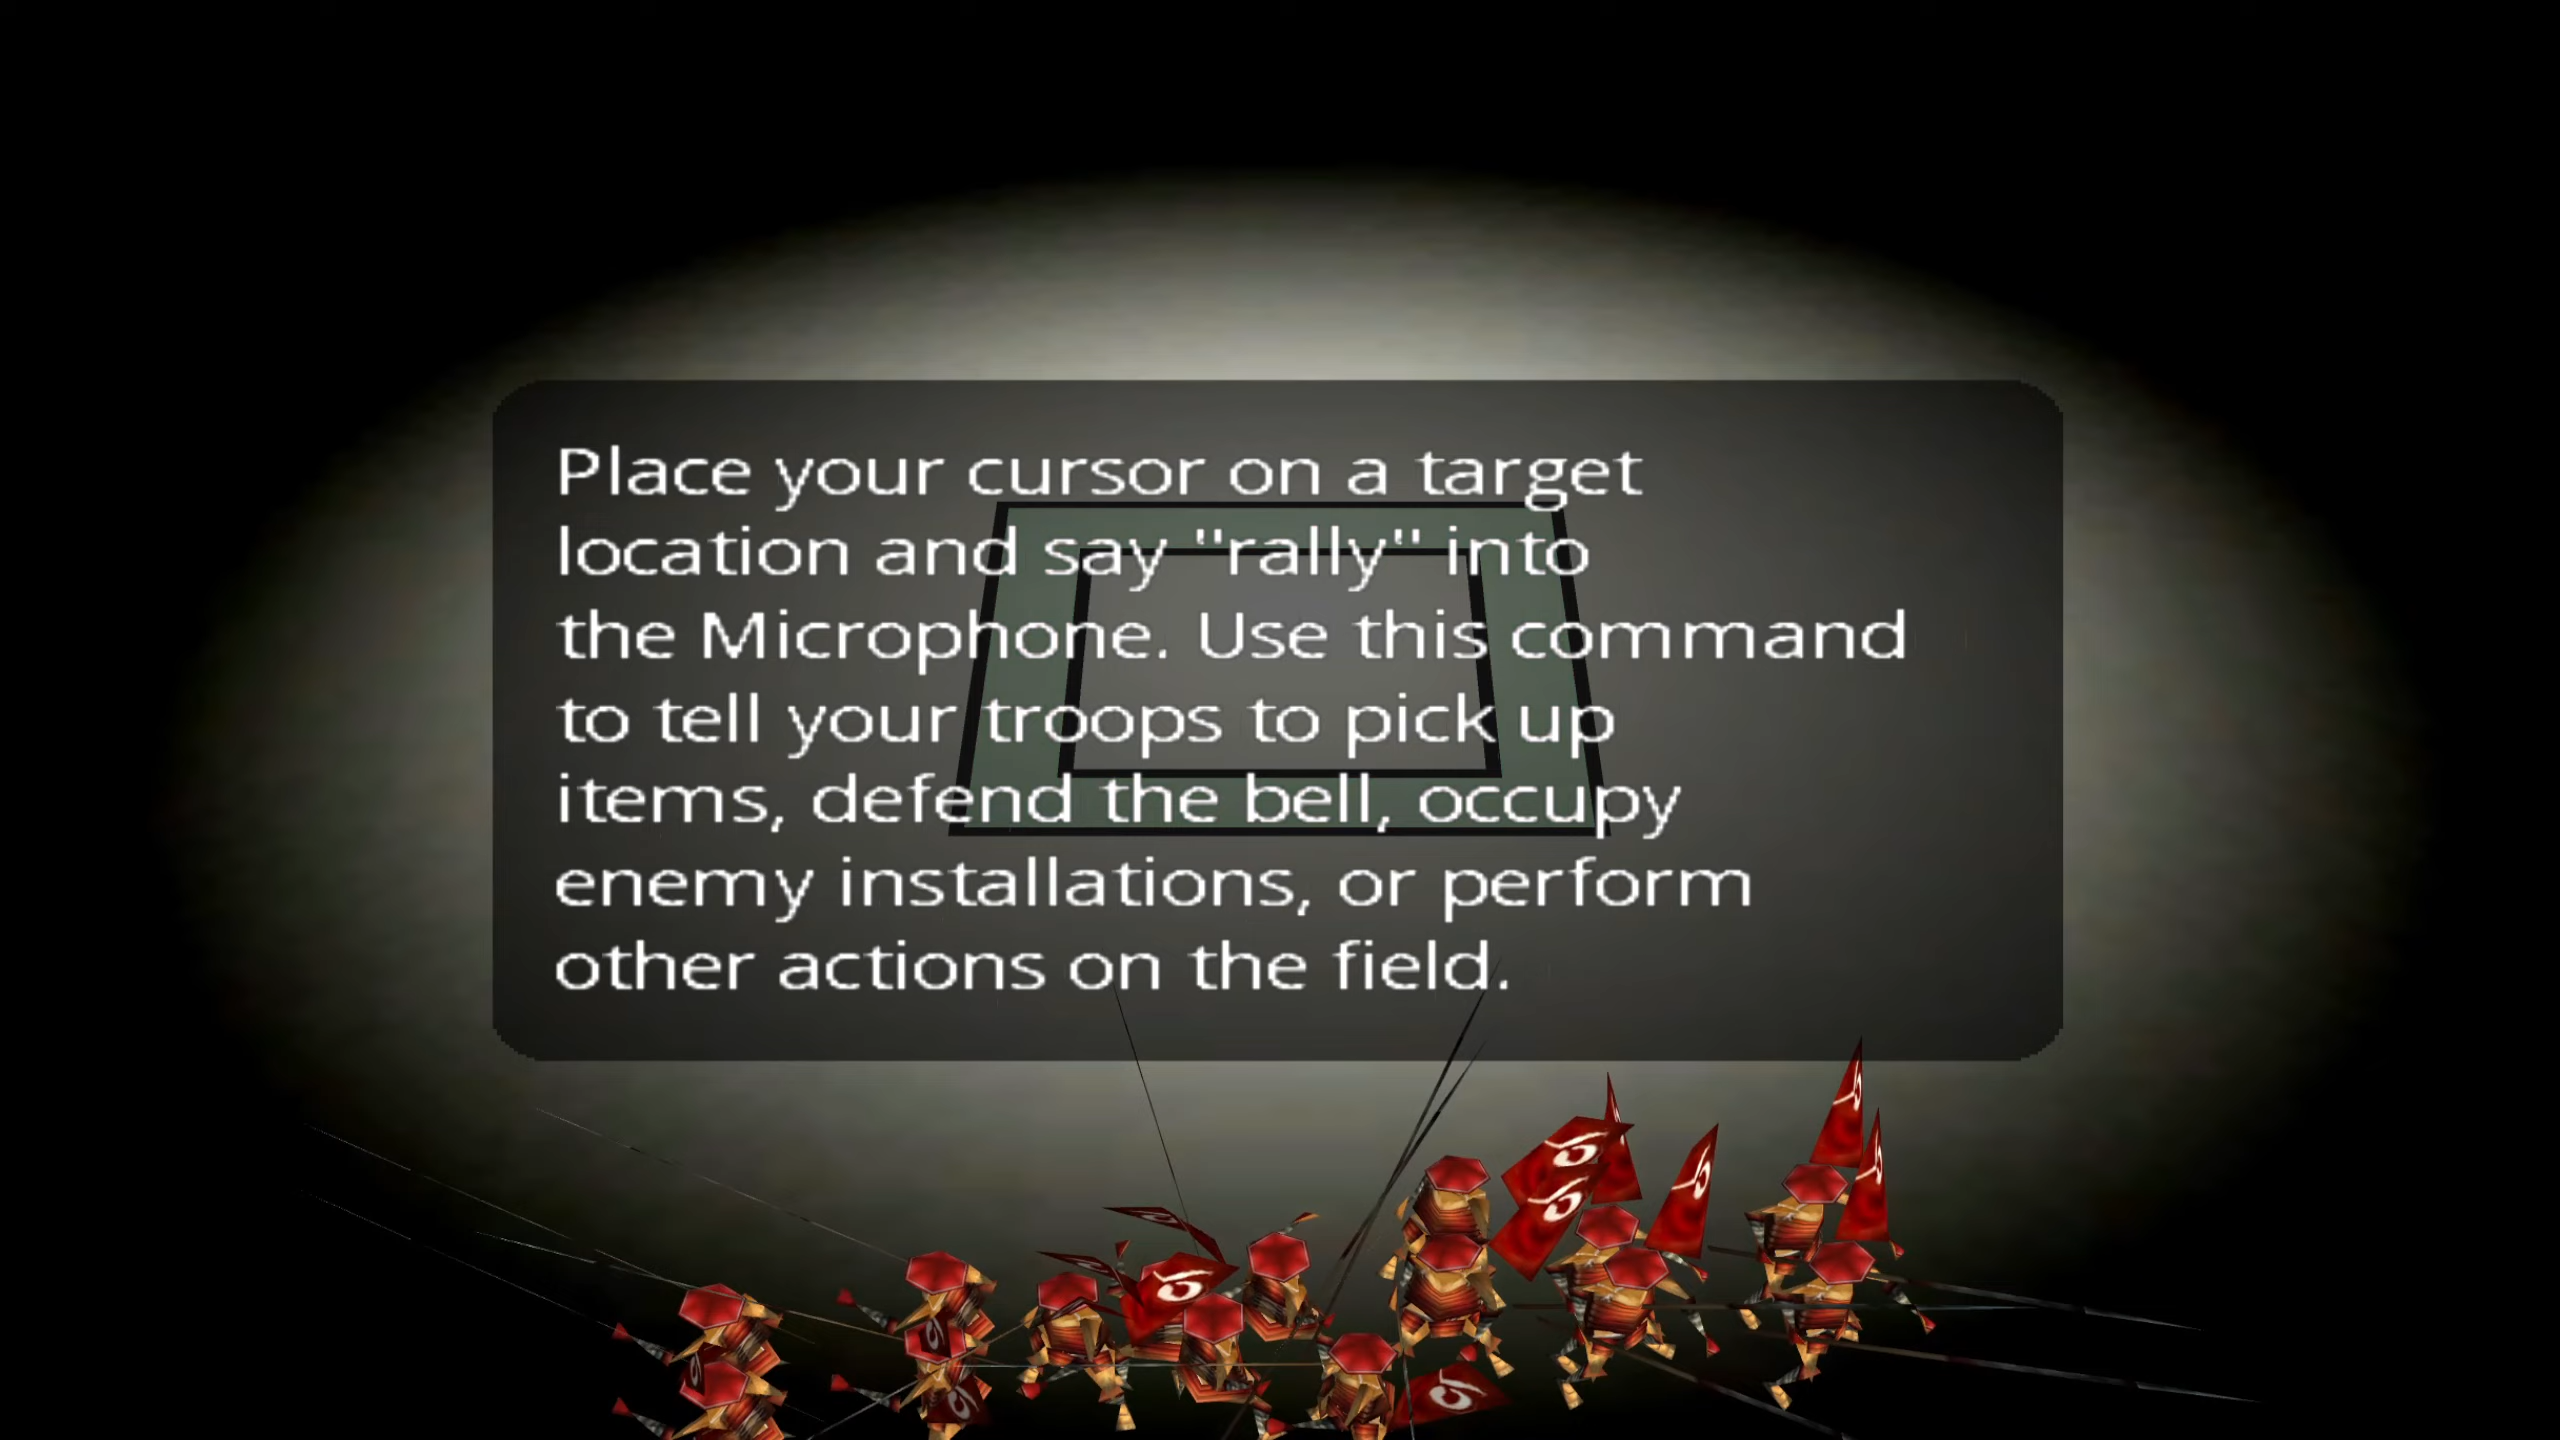 Place your cursor on a target
location and say "rally" into
the Microphone. Use this command
to tell your troops to pick up
items, defend the bell, occupy
enemy installations, or perform
other actions on the field.